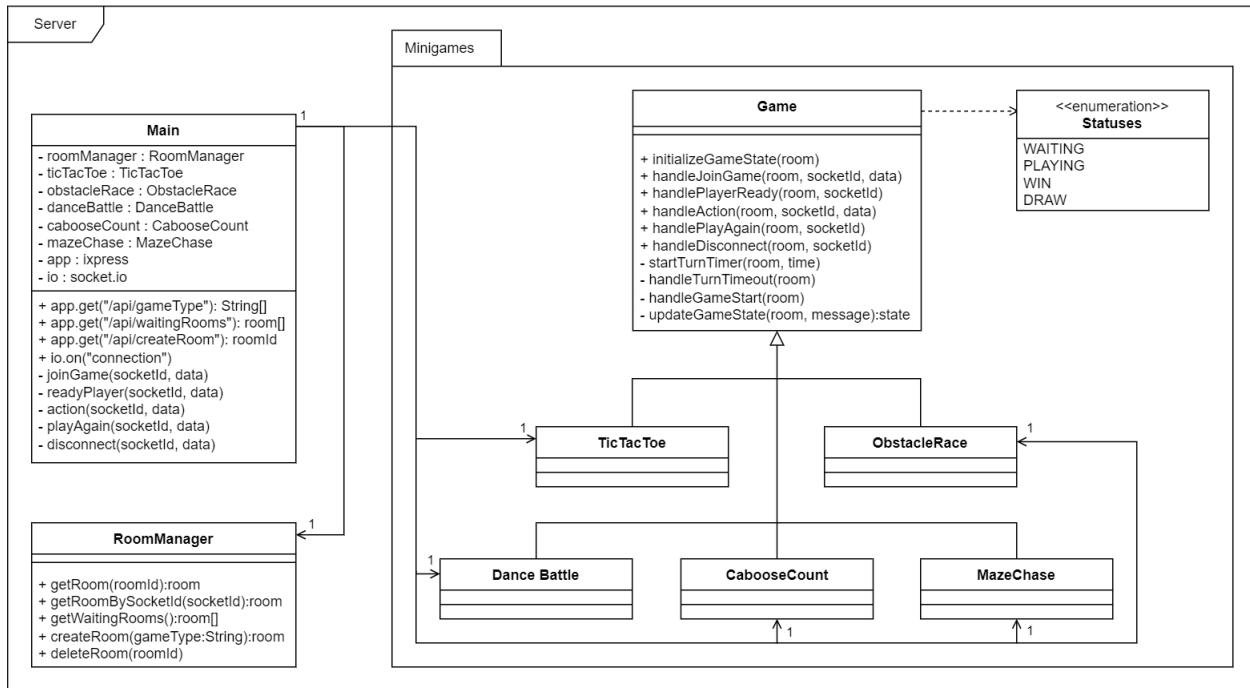 Server
Minigames
Main
- roomManager : RoomManager
- ticTacToe : TicTacToe
- obstacleRace : ObstacleRace
- danceBattle : DanceBattle
- cabooseCount : CabooseCount
- mazeChase : MazeChase
- app : ixpress
- io : socket.io
+ app.get("/api/gameType"): String[]
+ app.get("/api/waitingRooms"): room[]
+ app.get("/api/createRoom"): roomId
+ io.on("connection")
- joinGame(socketId, data)
- readyPlayer(socketId, data)
- action(socketId, data)
- playAgain(socketId, data)
- disconnect(socketId, data)
1
Game
+ initializeGameState(room)
+ handleJoinGame(room, socketId, data)
+ handlePlayerReady(room, socketId)
+ handleAction(room, socketId, data)
+ handlePlayAgain(room, socketId)
+ handleDisconnect(room, socketId)
- startTurnTimer(room, time)
- handleTurnTimeout(room)
- handleGameStart(room)
- updateGameState(room, message):state
<<enumeration>>
Statuses
WAITING
PLAYING
WIN
DRAW
1
TicTacToe
ObstacleRace
1
RoomManager
1
+ getRoom(roomId):room
+ getRoomBySocketId(socketId):room
+ getWaitingRooms():room[]
+ createRoom(gameType:String):room
+ deleteRoom(roomId)
1
Dance Battle
CabooseCount
MazeChase
1
1